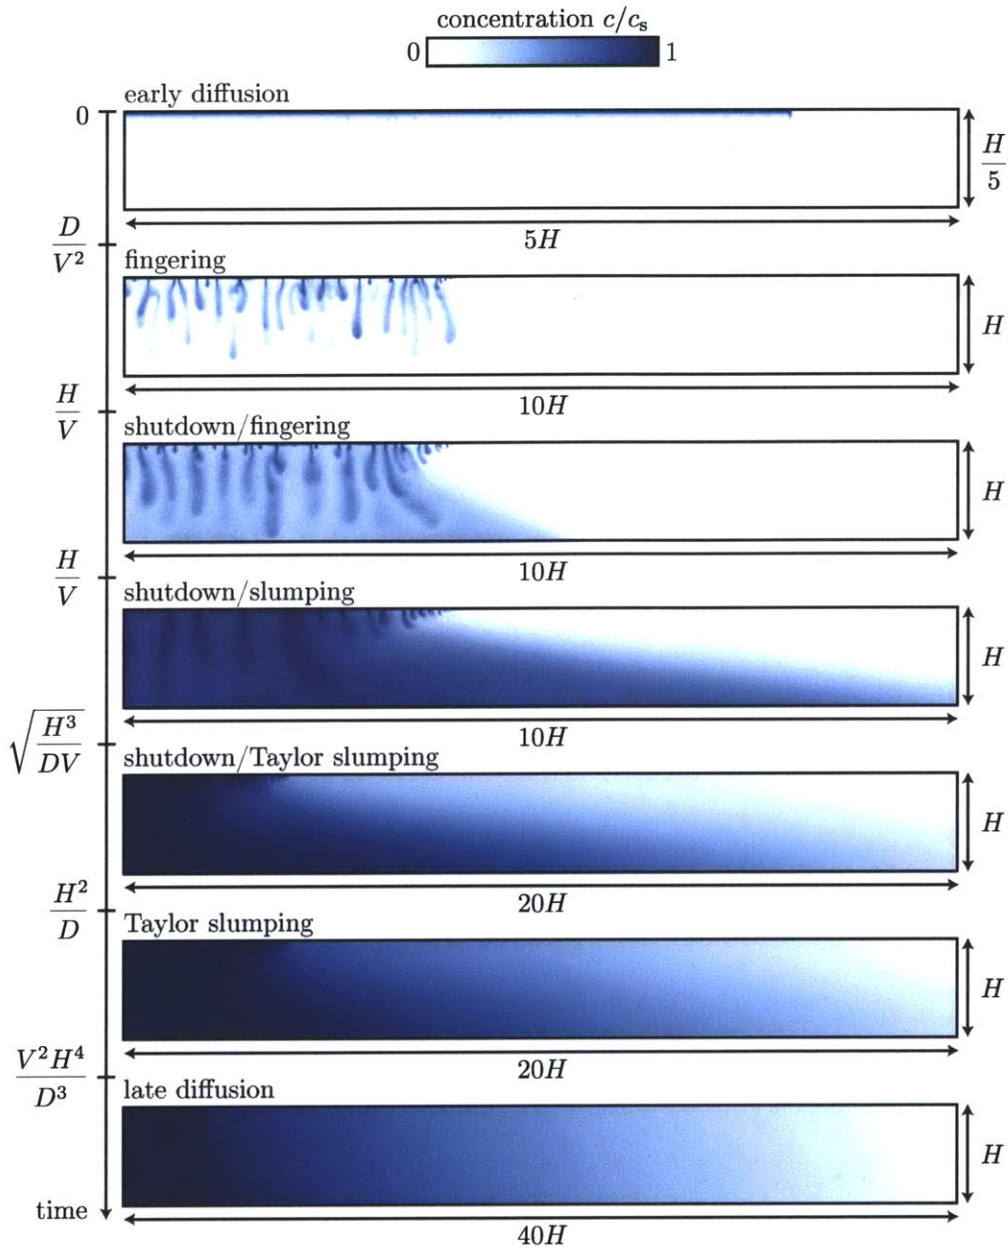 concentration c/cₛ
0 1
early diffusion
0
H/5
5H
D/V²
fingering
H
10H
H/V
shutdown/fingering
H
10H
H/V
shutdown/slumping
H
10H
√(H³/DV)
shutdown/Taylor slumping
H
20H
H²/D
Taylor slumping
H
20H
V²H⁴/D³
late diffusion
H
time
40H